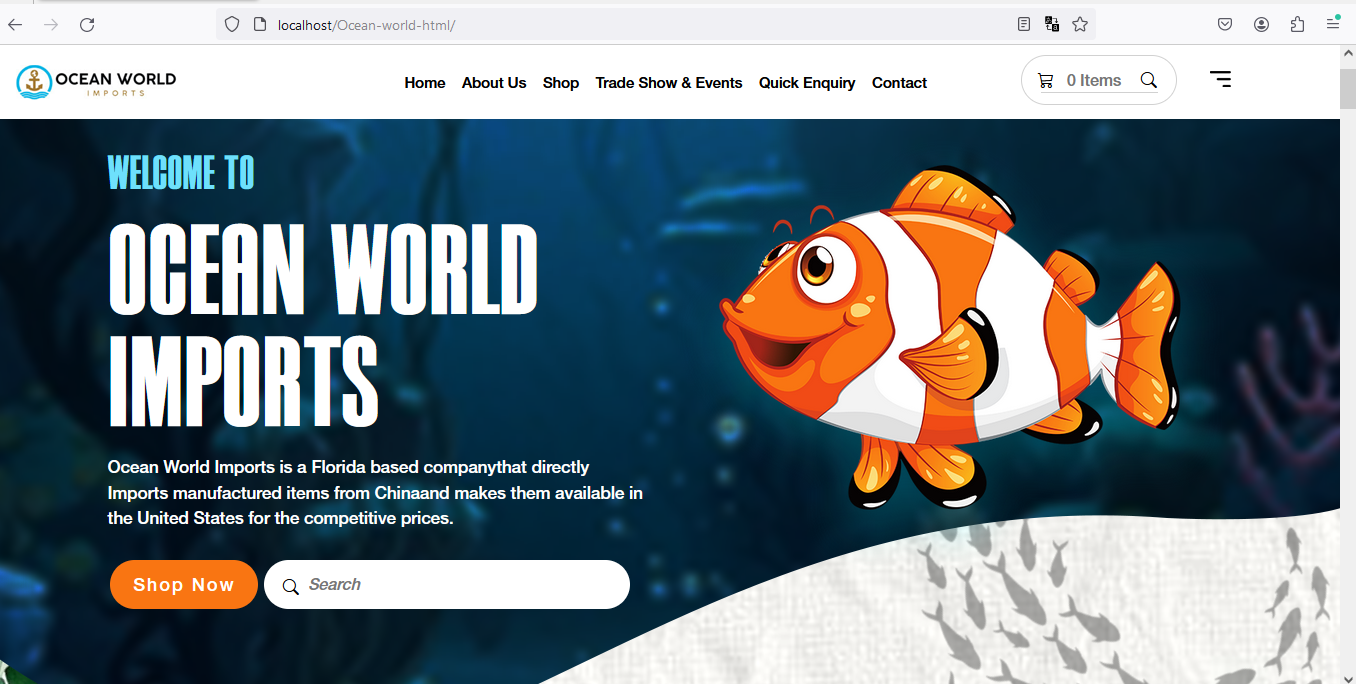 localhost/Ocean-world-html/
OCEAN WORLD
IMPORTS
Home About Us Shop Trade Show & Events Quick Enquiry Contact
0 Items
WELCOME TO
OCEAN WORLD
IMPORTS
Ocean World Imports is a Florida based companythat directly
Imports manufactured items from Chinaand makes them available in
the United States for the competitive prices.
Shop Now
Search